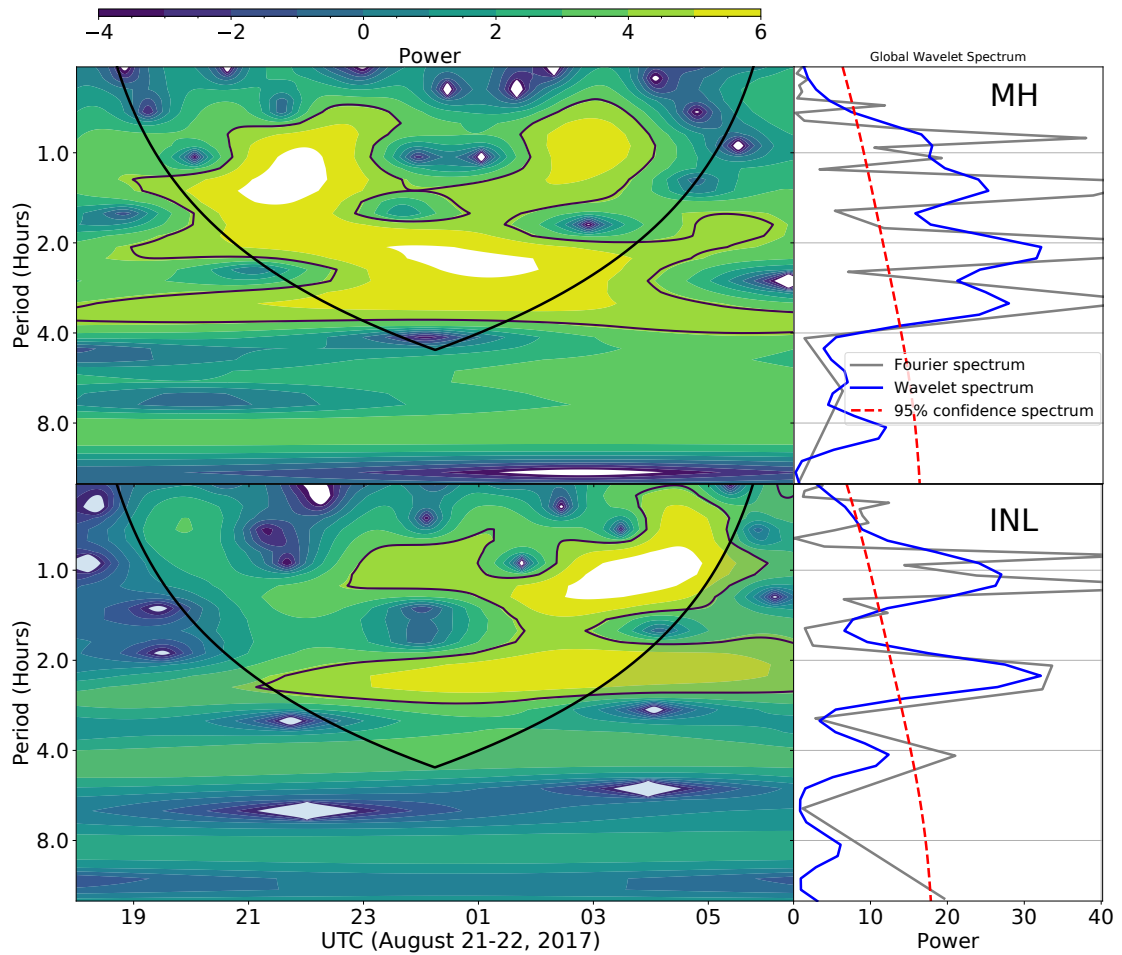 −4 −2 0 2 4 6
Power
Global Wavelet Spectrum
MH
1.0
2.0
4.0
8.0
Period (Hours)
Fourier spectrum
Wavelet spectrum
95% confidence spectrum
INL
1.0
2.0
4.0
8.0
Period (Hours)
19 21 23 01 03 05
UTC (August 21-22, 2017)
0 10 20 30 40
Power